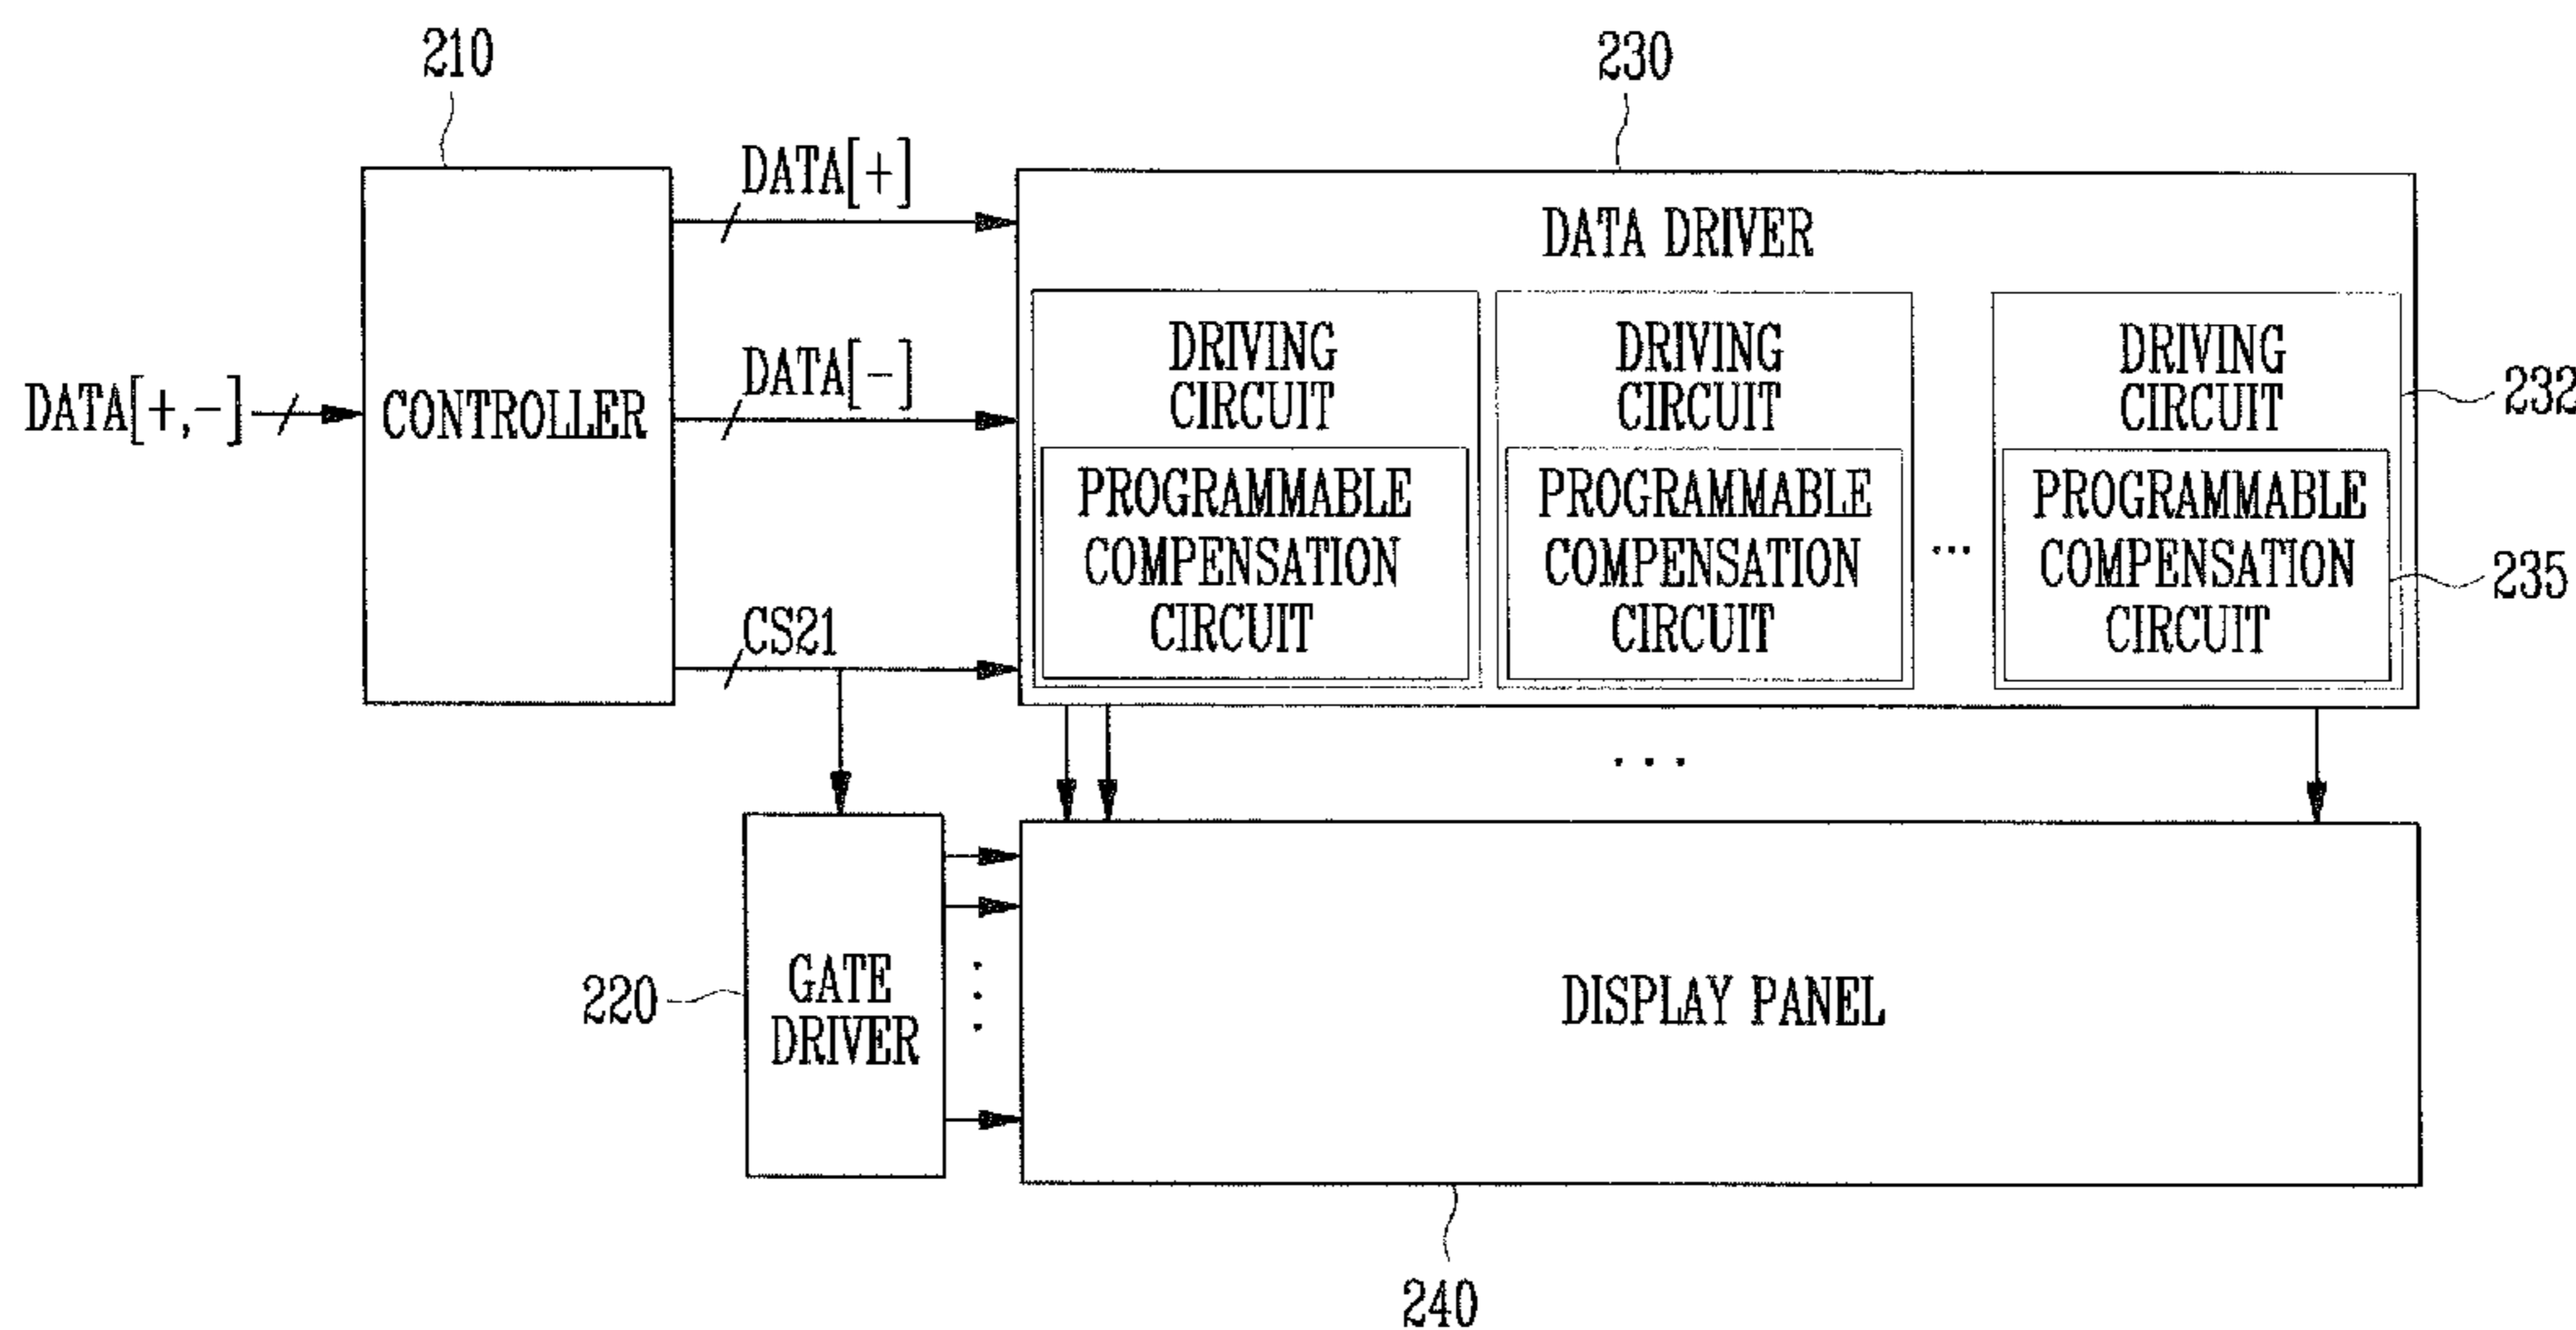 210
230
DATA[+]
DATA DRIVER
DATA[+,-]
CONTROLLER
DATA[-]
DRIVING
CIRCUIT
PROGRAMMABLE
COMPENSATION
CIRCUIT
DRIVING
CIRCUIT
PROGRAMMABLE
COMPENSATION
CIRCUIT
...
DRIVING
CIRCUIT
232
PROGRAMMABLE
COMPENSATION
CIRCUIT
235
CS21
...
220
GATE
DRIVER
DISPLAY PANEL
240